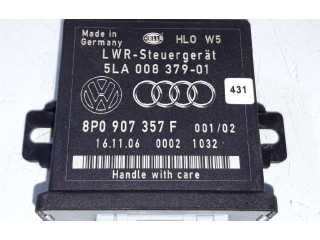 Made in
Germany
HELLA
HLO W5
LWR-Steuergerät
5LA 008 379-01
431
8P0 907 357 F 001/02
16.11.06 0002 1032
Handle with care